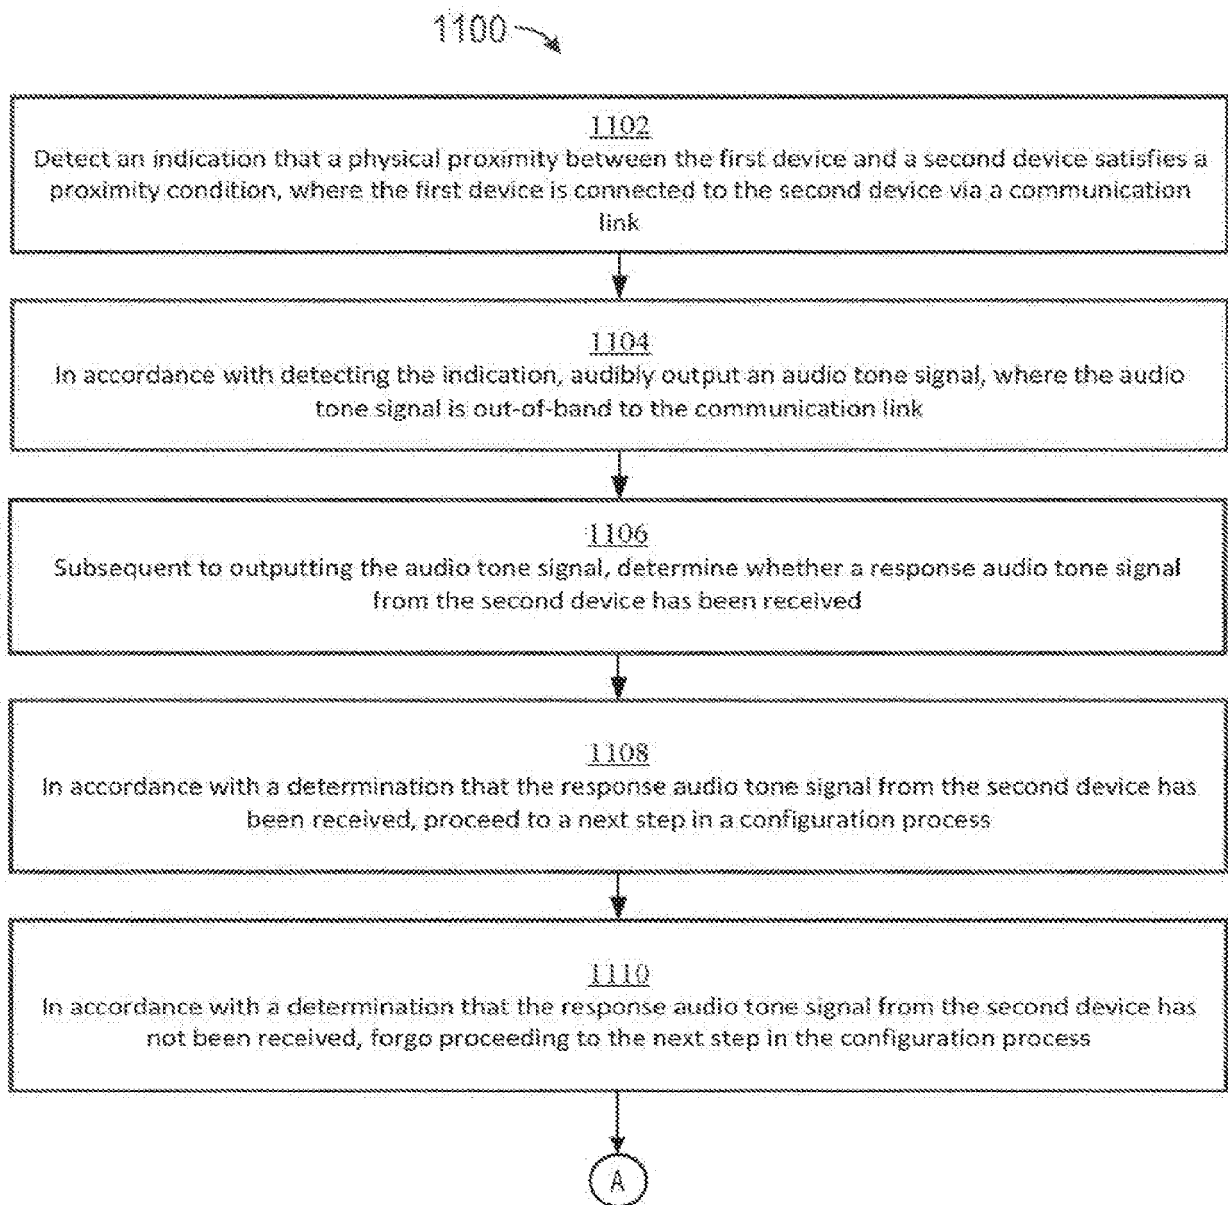 1100
1102
Detect an indication that a physical proximity between the first device and a second device satisfies a
proximity condition, where the first device is connected to the second device via a communication
link
1104
In accordance with detecting the indication, audibly output an audio tone signal, where the audio
tone signal is out-of-band to the communication link
1106
Subsequent to outputting the audio tone signal, determine whether a response audio tone signal
from the second device has been received
1108
In accordance with a determination that the response audio tone signal from the second device has
been received, proceed to a next step in a configuration process
1110
In accordance with a determination that the response audio tone signal from the second device has
not been received, forgo proceeding to the next step in the configuration process
A